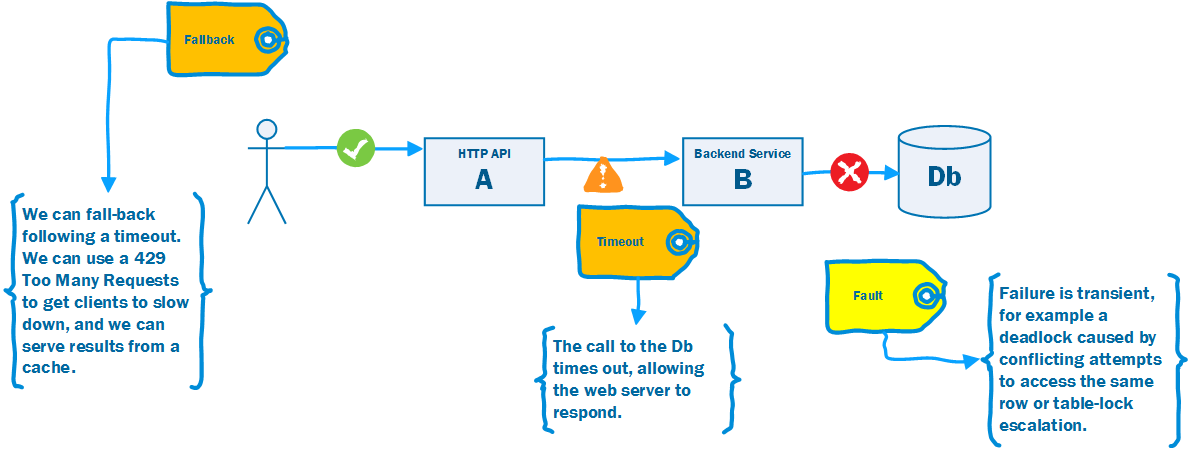 Fallback
We can fall-back
following a timeout.
We can use a 429
Too Many Requests
to get clients to slow
down, and we can
serve results from a
cache.
HTTP API
A
Backend Service
B
Db
Timeout
The call to the Db
times out, allowing
the web server to
respond.
Fault
Failure is transient,
for example a
deadlock caused by
conflicting attempts
to access the same
row or table-lock
escalation.